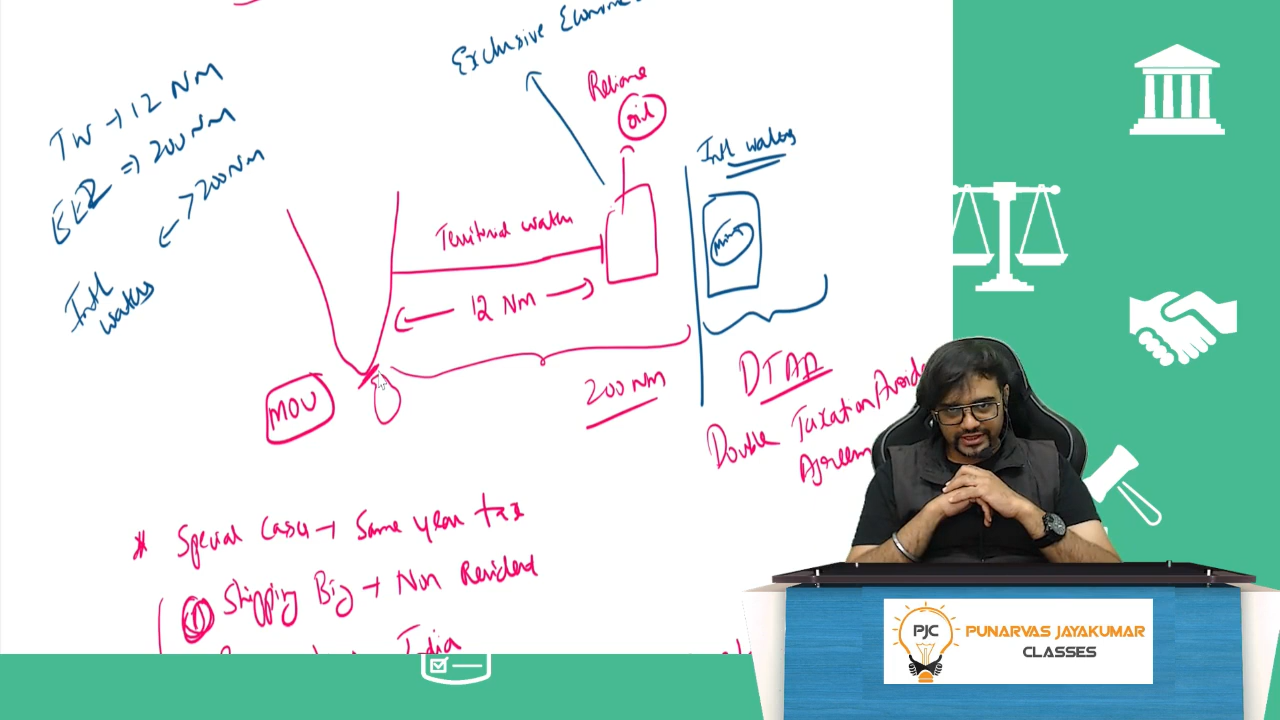 Exclusive
TW → 12 NM
EEZ ⇒ 200 NM
> 200 NM
Intl
waters
Reliance
oil
Intl waters
Territorial waters
12 NM
200 NM
MOU
DTAA
Double Taxation Avoida
Agreem
* Special Cases → Same year tax
① Shipping Biz → Non Resident
India
PJC
PUNARVAS JAYAKUMAR
CLASSES